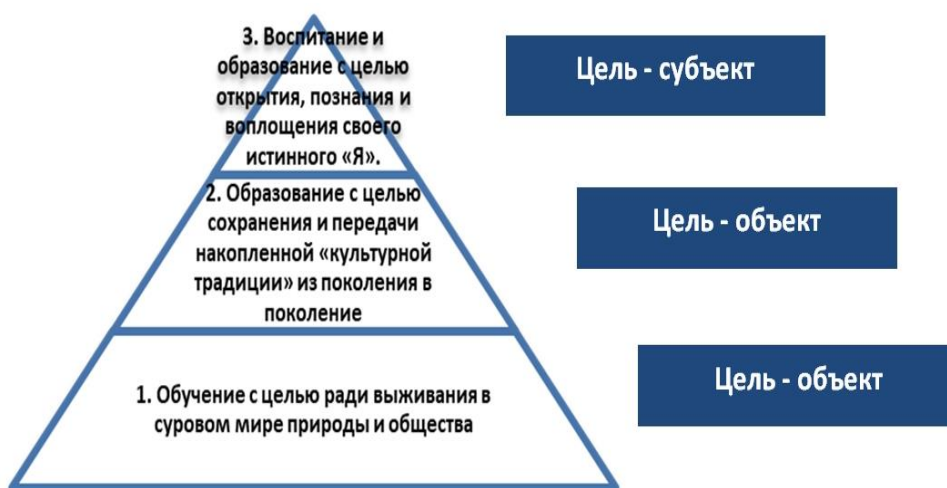 3. Воспитание и
образование с целью
открытия, познания и
воплощения своего
истинного «Я».
Цель - субъект
2. Образование с целью
сохранения и передачи
накопленной «культурной
традиции» из поколения в
поколение
Цель - объект
1. Обучение с целью ради выживания в
суровом мире природы и общества
Цель - объект